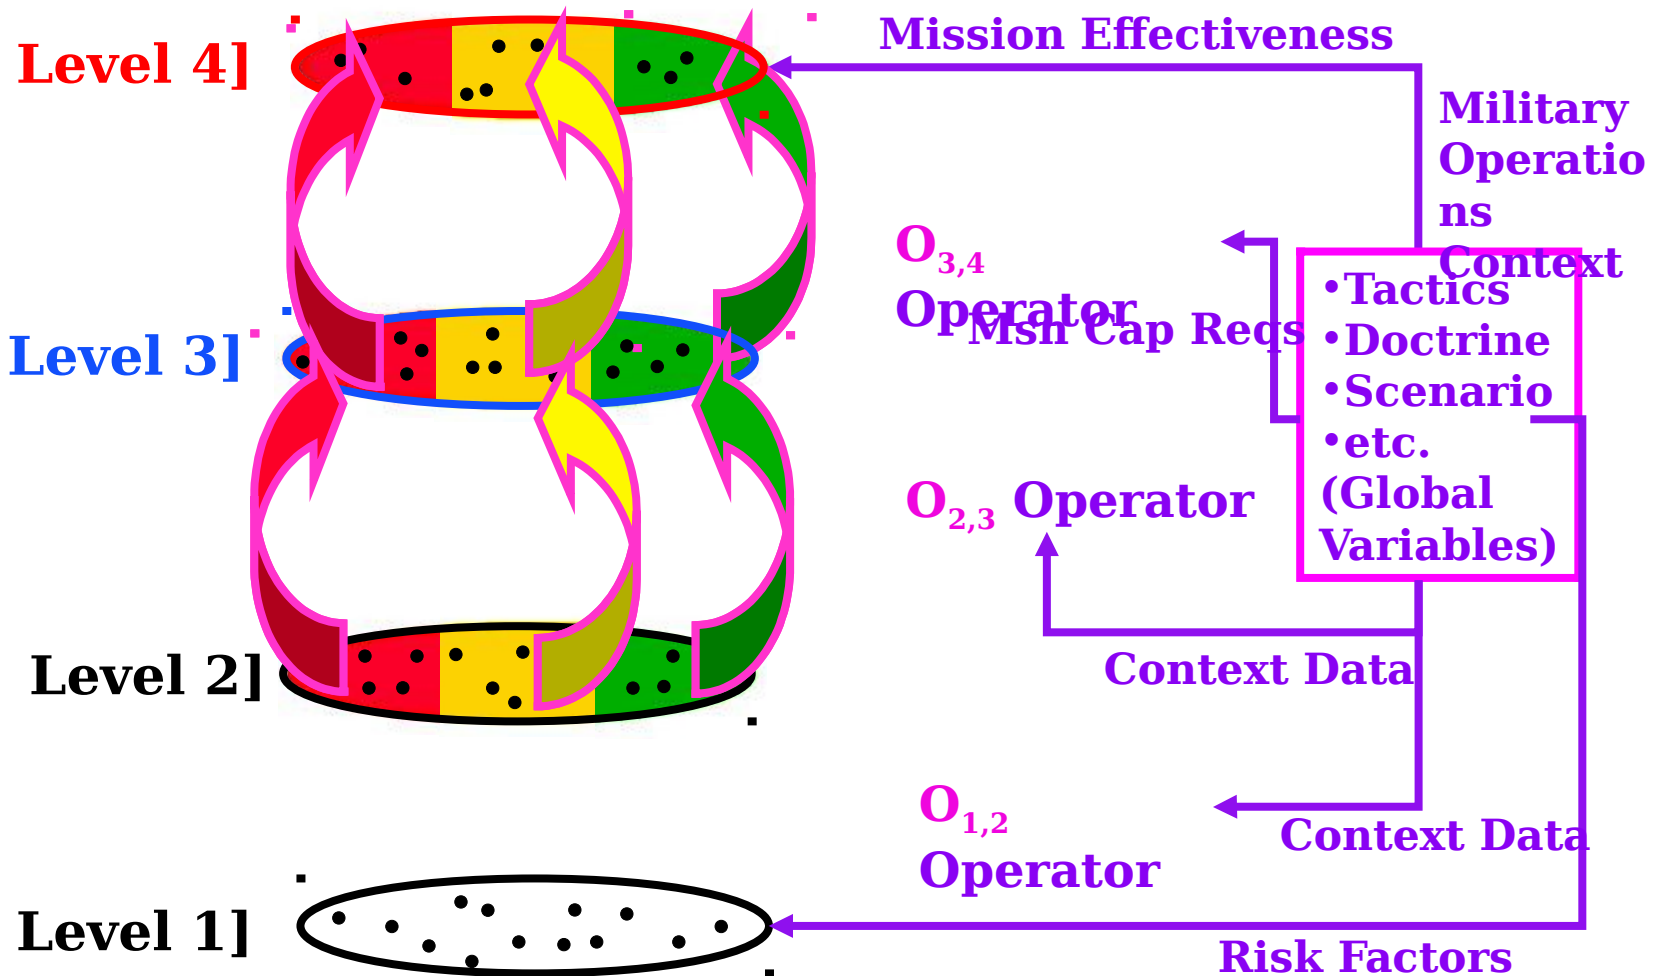 Level 4]
Mission Effectiveness
Military
Operatio
ns
Context
O3,4
Operator
Msn Cap Reqs
•Tactics
•Doctrine
•Scenario
•etc.
(Global
Variables)
Level 3]
O2,3 Operator
Level 2]
Context Data
O1,2
Operator
Context Data
Level 1]
Risk Factors